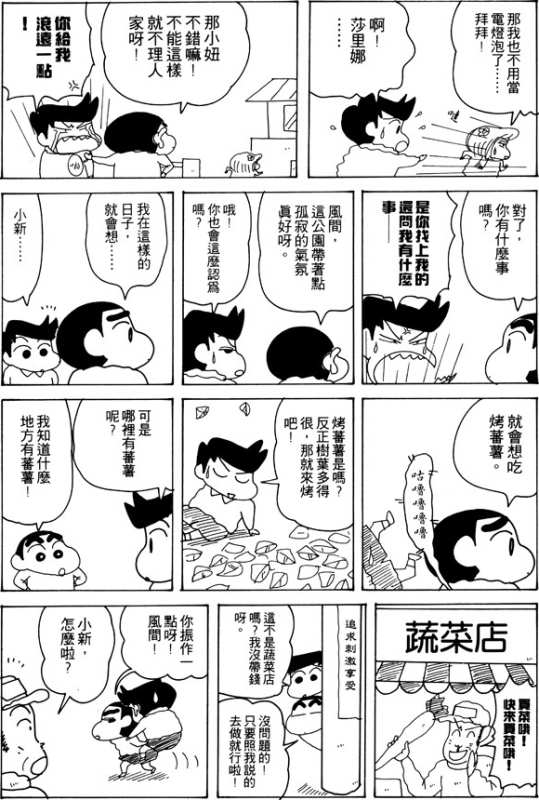 那我也不用當
電燈泡了……
拜拜！
啊！
莎里娜
……
那小妞
不錯嘛！
不能這樣
就不理人
家呀！
你給我
滾遠一點
！
對了，
你有什麼事
嗎？
是你找上我的
還問我有什麼
事——
風間，
這公園帶著點
孤寂的氣氛
真好呀。
哦！
你也會這麼認爲
嗎？
我在這樣的
日子，
就會想……
小新……
就會想吃
烤蕃薯。
咕嚕嚕嚕嚕
烤蕃薯是嗎？
反正樹葉多得
很，那就來烤
吧！
可是
哪裡有蕃薯
呢？
我知道什麼
地方有蕃薯！
蔬菜店
買菜哦！
快來買菜哦！
追求刺激享受
這不是蔬菜店
嗎？我沒帶錢
呀。
沒問題的！
只要照我說的
去做就行啦！
你振作一
點呀！
風間！
小新，
怎麼啦？